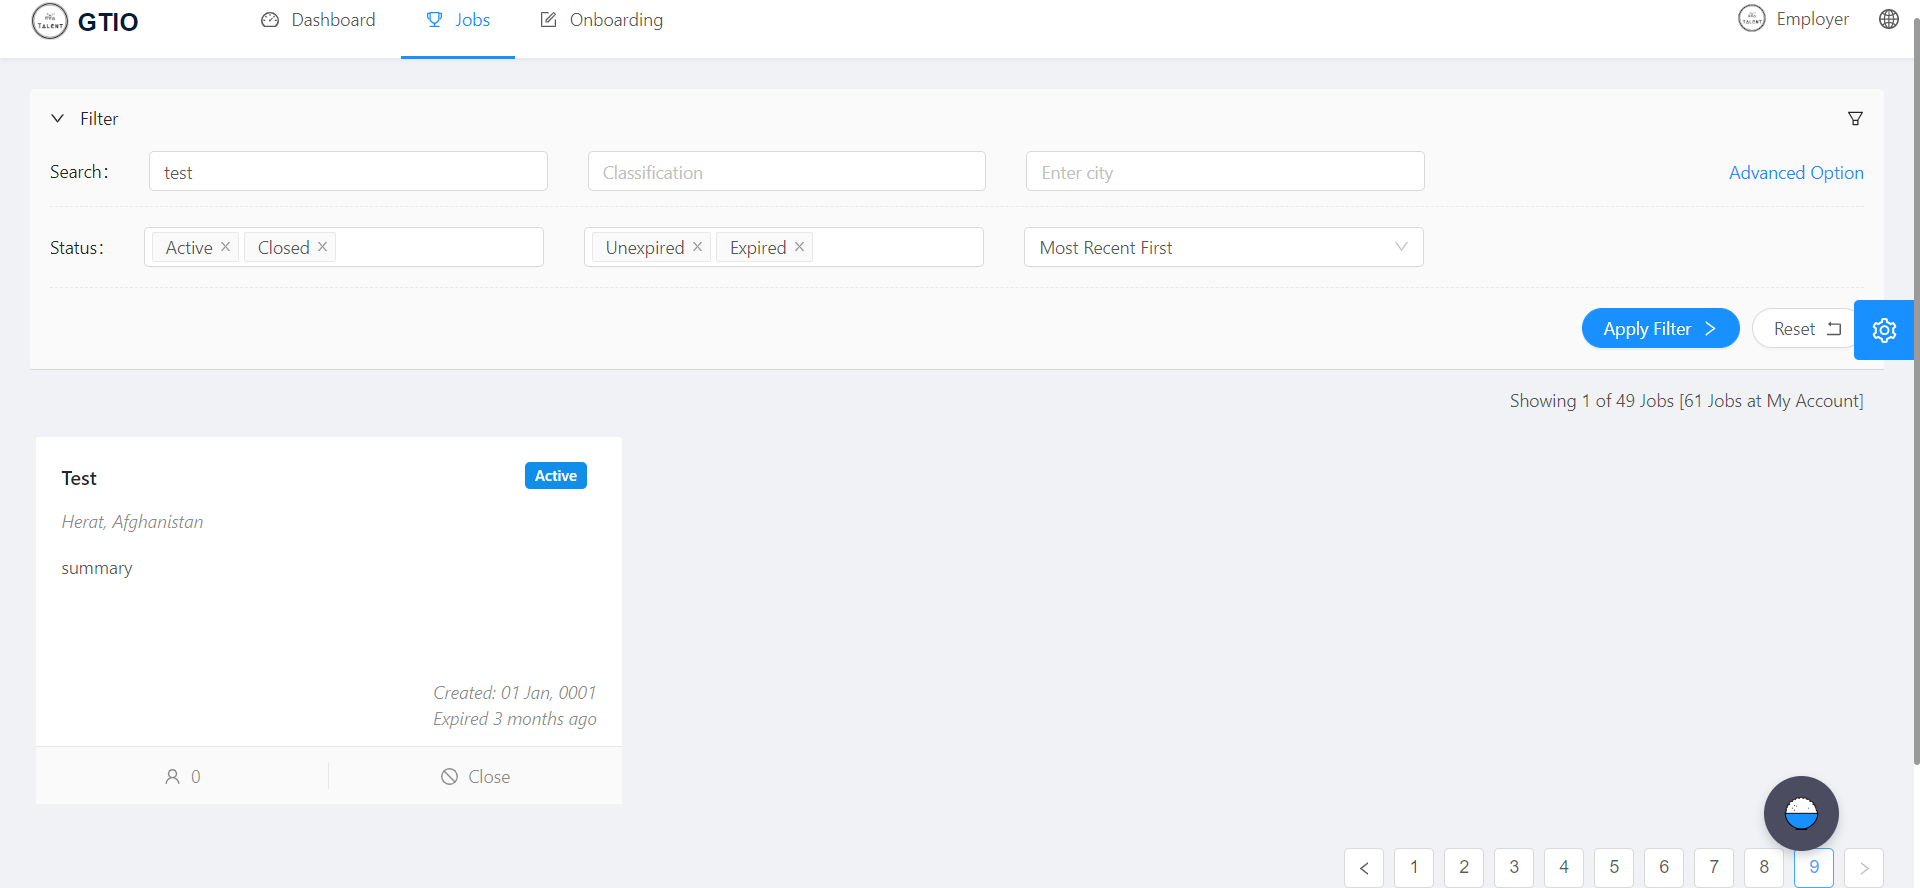 TALENT GTIO Dashboard Jobs Onboarding TALENT Employer
Filter
Search: test Classification Enter city Advanced Option
Status: Active Closed Unexpired Expired Most Recent First
Apply Filter Reset
Showing 1 of 49 Jobs [61 Jobs at My Account]
Test Active
Herat, Afghanistan
summary
Created: 01 Jan, 0001
Expired 3 months ago
0 Close
< 1 2 3 4 5 6 7 8 9 >